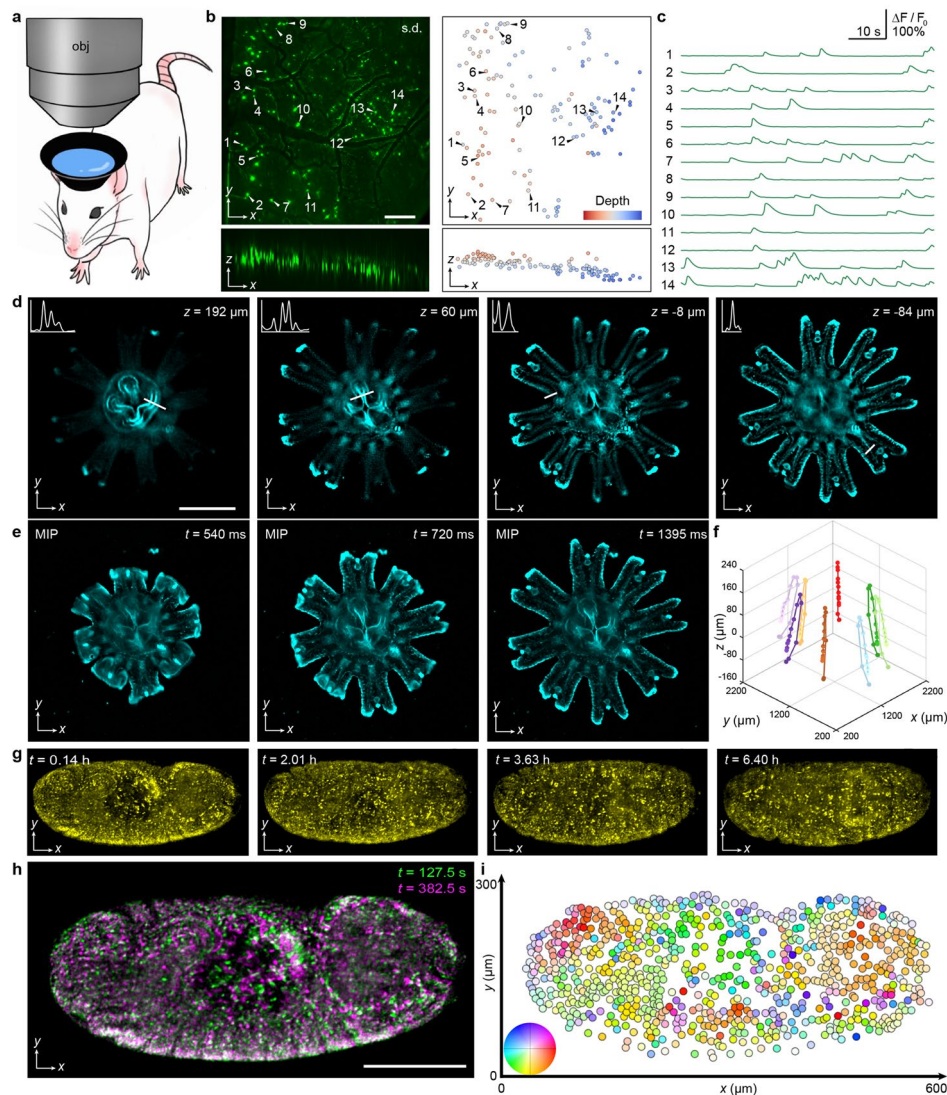 a
obj
b
s.d.
9
8
6
3
4
10
13
14
1
5
12
2
7
11
y
x
z
x
9
8
6
3
4
10
13
14
1
5
12
2
7
11
Depth
y
x
z
x
c
ΔF / F0
10 s
100%
1
2
3
4
5
6
7
8
9
10
11
12
13
14
d
z = 192 µm
y
x
z = 60 µm
y
x
z = -8 µm
y
x
z = -84 µm
y
x
e
MIP
t = 540 ms
y
x
MIP
t = 720 ms
y
x
MIP
t = 1395 ms
y
x
f
240
160
80
0
-80
-160
z (µm)
2200
1200
200
y (µm)
200
1200
2200
x (µm)
g
t = 0.14 h
y
x
t = 2.01 h
y
x
t = 3.63 h
y
x
t = 6.40 h
y
x
h
t = 127.5 s
t = 382.5 s
y
x
i
300
y (µm)
0
0
x (µm)
600